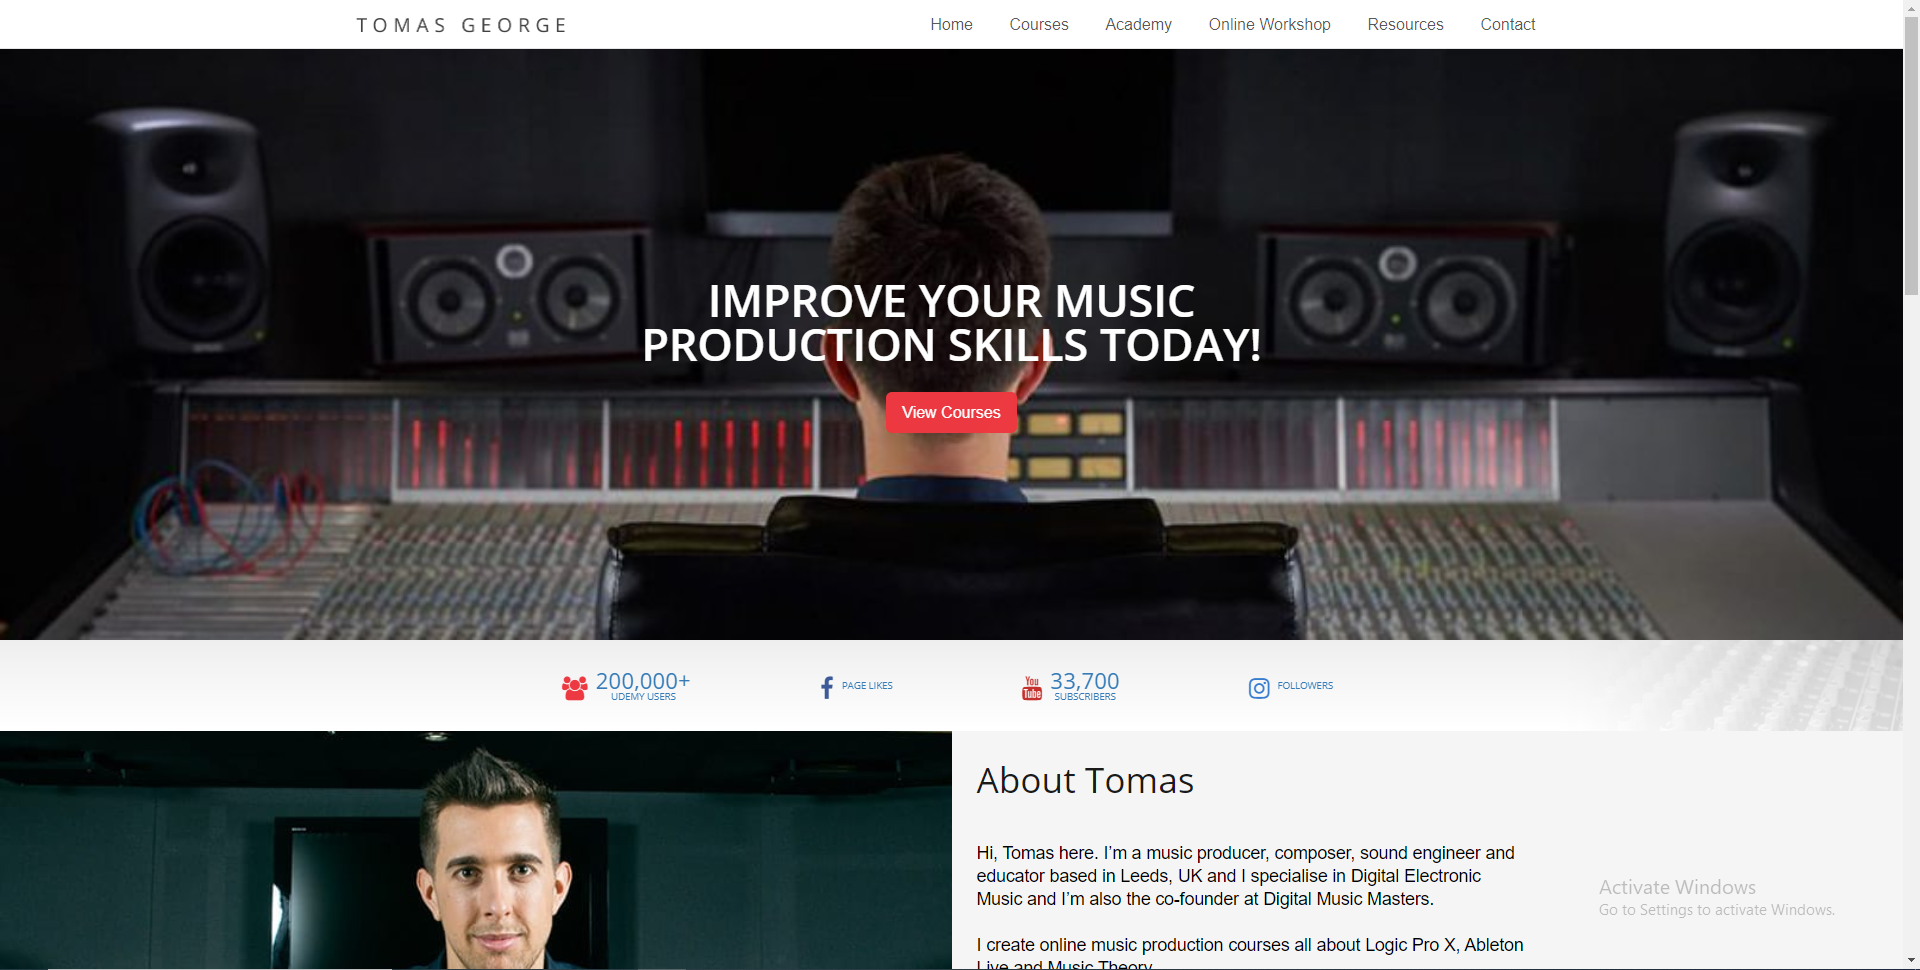 TOMAS GEORGE
Home Courses Academy Online Workshop Resources Contact
IMPROVE YOUR MUSIC
PRODUCTION SKILLS TODAY!
View Courses
200,000+
UDEMY USERS
PAGE LIKES
You
Tube
33,700
SUBSCRIBERS
FOLLOWERS
About Tomas
Hi, Tomas here. I’m a music producer, composer, sound engineer and
educator based in Leeds, UK and I specialise in Digital Electronic
Music and I’m also the co-founder at Digital Music Masters.
I create online music production courses all about Logic Pro X, Ableton
Live and Music Theory
Activate Windows
Go to Settings to activate Windows.